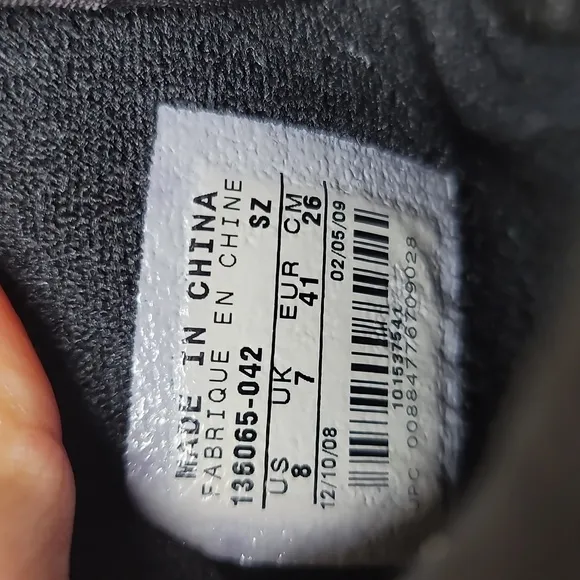 MADE IN CHINA
FABRIQUE EN CHINE
136065-042 SZ
US UK EUR CM
8 7 41 26
12/10/08 02/05/09
101537541
UPC 00884776709028